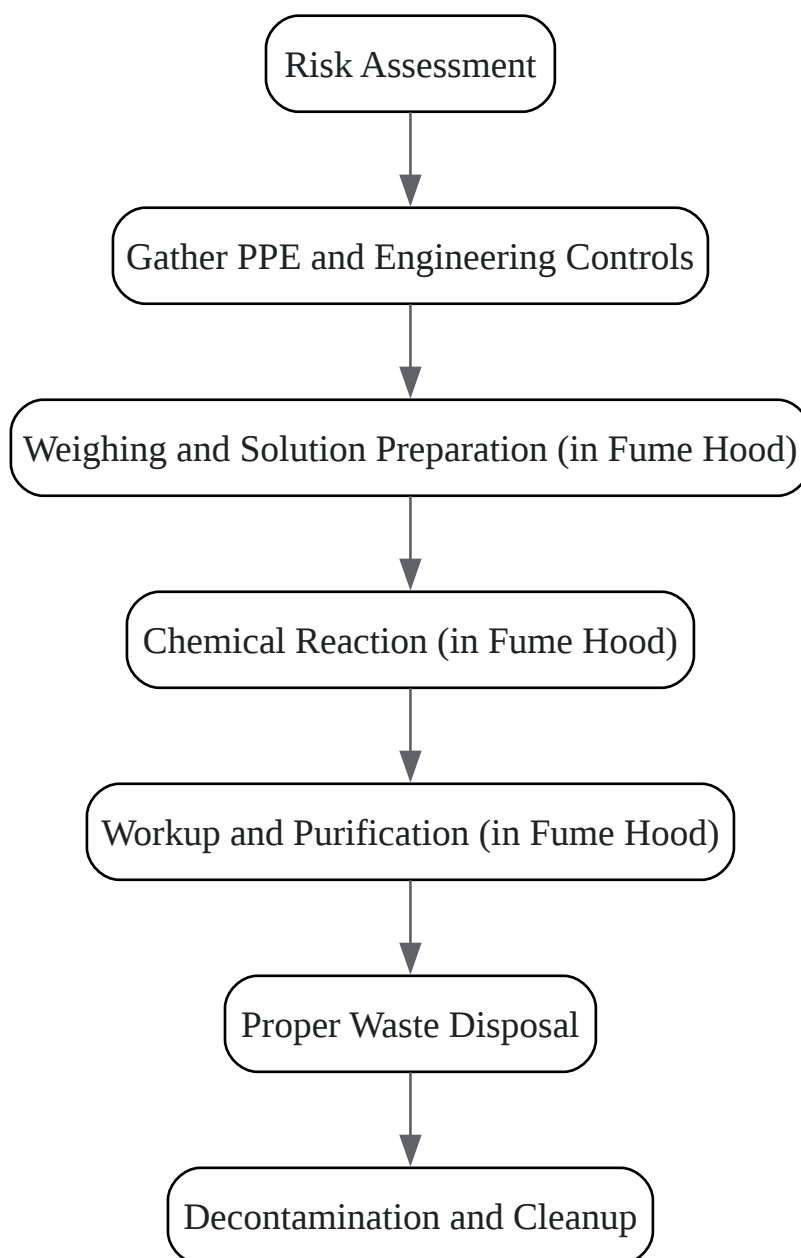 Risk Assessment
Gather PPE and Engineering Controls
Weighing and Solution Preparation (in Fume Hood)
Chemical Reaction (in Fume Hood)
Workup and Purification (in Fume Hood)
Proper Waste Disposal
Decontamination and Cleanup